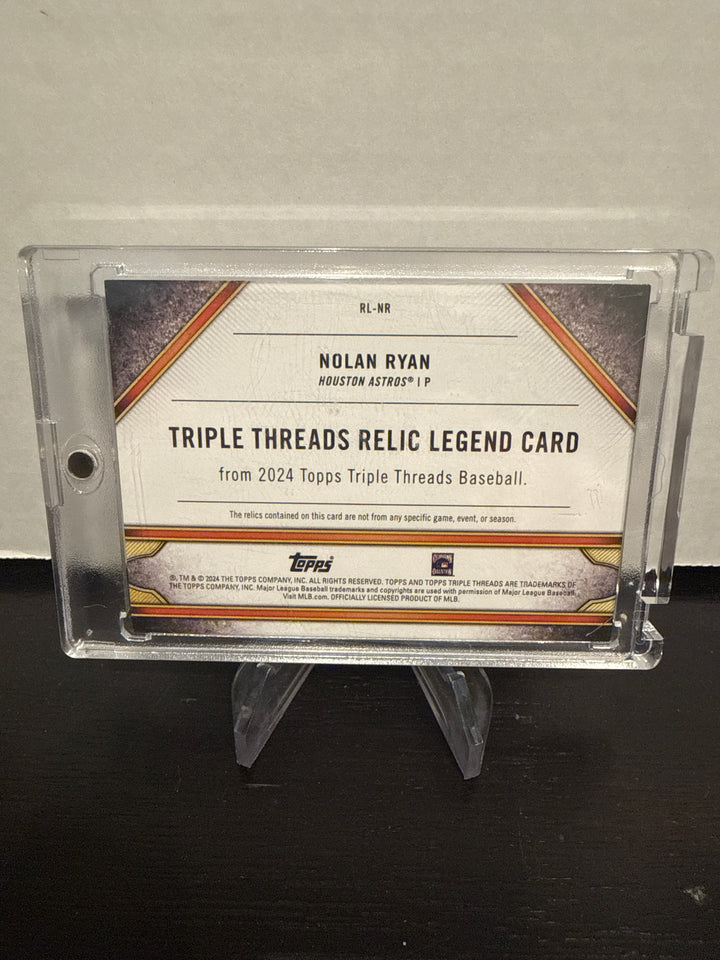 RL-NR
NOLAN RYAN
HOUSTON ASTROS® | P
TRIPLE THREADS RELIC LEGEND CARD
from 2024 Topps Triple Threads Baseball.
The relics contained on this card are not from any specific game, event, or season.
topps
®, TM & © 2024 THE TOPPS COMPANY, INC. ALL RIGHTS RESERVED. TOPPS AND TOPPS TRIPLE THREADS ARE TRADEMARKS OF
THE TOPPS COMPANY, INC. Major League Baseball trademarks and copyrights are used with permission of Major League Baseball.
Visit MLB.com. OFFICIALLY LICENSED PRODUCT OF MLB.